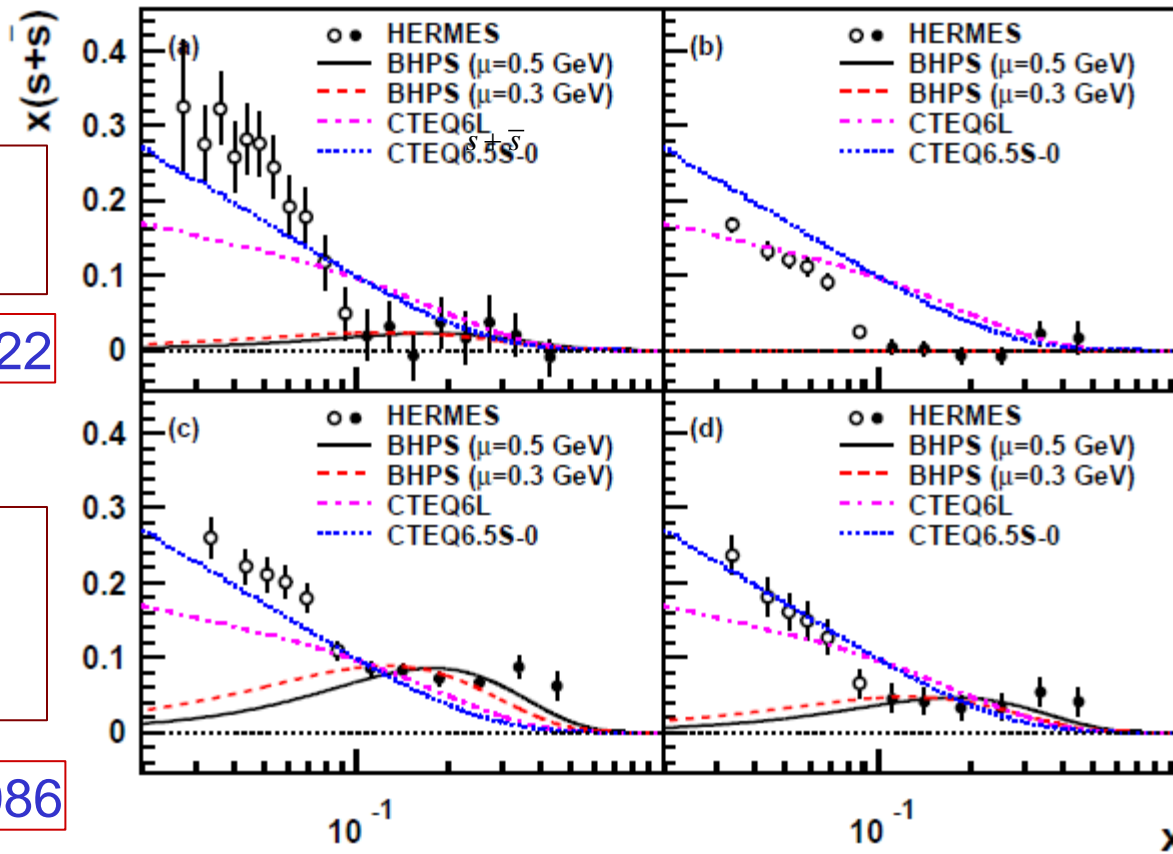 x(s+s̅)
(a)
HERMES
BHPS (μ=0.5 GeV)
BHPS (μ=0.3 GeV)
CTEQ6L
s + s̅
CTEQ6.5S-0
(b)
HERMES
BHPS (μ=0.5 GeV)
BHPS (μ=0.3 GeV)
CTEQ6L
CTEQ6.5S-0
0.4
0.3
0.2
0.1
0
22
(c)
HERMES
BHPS (μ=0.5 GeV)
BHPS (μ=0.3 GeV)
CTEQ6L
CTEQ6.5S-0
(d)
HERMES
BHPS (μ=0.5 GeV)
BHPS (μ=0.3 GeV)
CTEQ6L
CTEQ6.5S-0
0.4
0.3
0.2
0.1
0
986
10⁻¹
10⁻¹
x